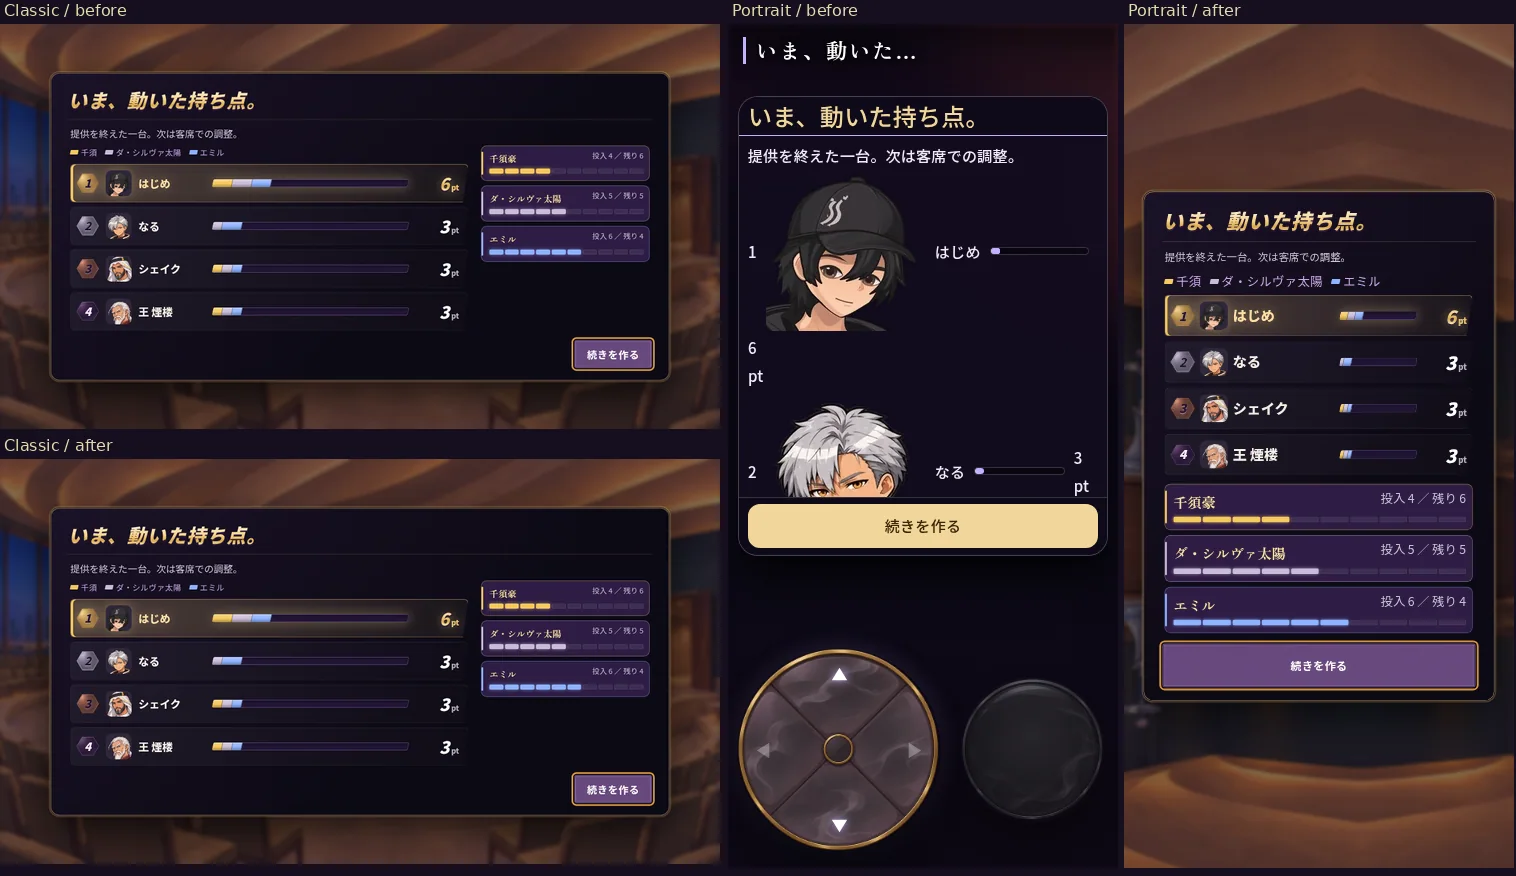 Classic / before
いま、動いた持ち点。
提供を終えた一台。次は客席での調整。
千須 ダ・シルヴァ太陽 エミル
1 はじめ 6pt
2 なる 3pt
3 シェイク 3pt
4 王 煙楼 3pt
千須豪 投入4／残り6
ダ・シルヴァ太陽 投入5／残り5
エミル 投入6／残り4
続きを作る
Classic / after
いま、動いた持ち点。
提供を終えた一台。次は客席での調整。
千須 ダ・シルヴァ太陽 エミル
1 はじめ 6pt
2 なる 3pt
3 シェイク 3pt
4 王 煙楼 3pt
千須豪 投入4／残り6
ダ・シルヴァ太陽 投入5／残り5
エミル 投入6／残り4
続きを作る
Portrait / before
いま、動いた…
いま、動いた持ち点。
提供を終えた一台。次は客席での調整。
1 はじめ
6
pt
2 なる 3
pt
続きを作る
Portrait / after
いま、動いた持ち点。
提供を終えた一台。次は客席での調整。
千須 ダ・シルヴァ太陽 エミル
1 はじめ 6pt
2 なる 3pt
3 シェイク 3pt
4 王 煙楼 3pt
千須豪 投入4／残り6
ダ・シルヴァ太陽 投入5／残り5
エミル 投入6／残り4
続きを作る